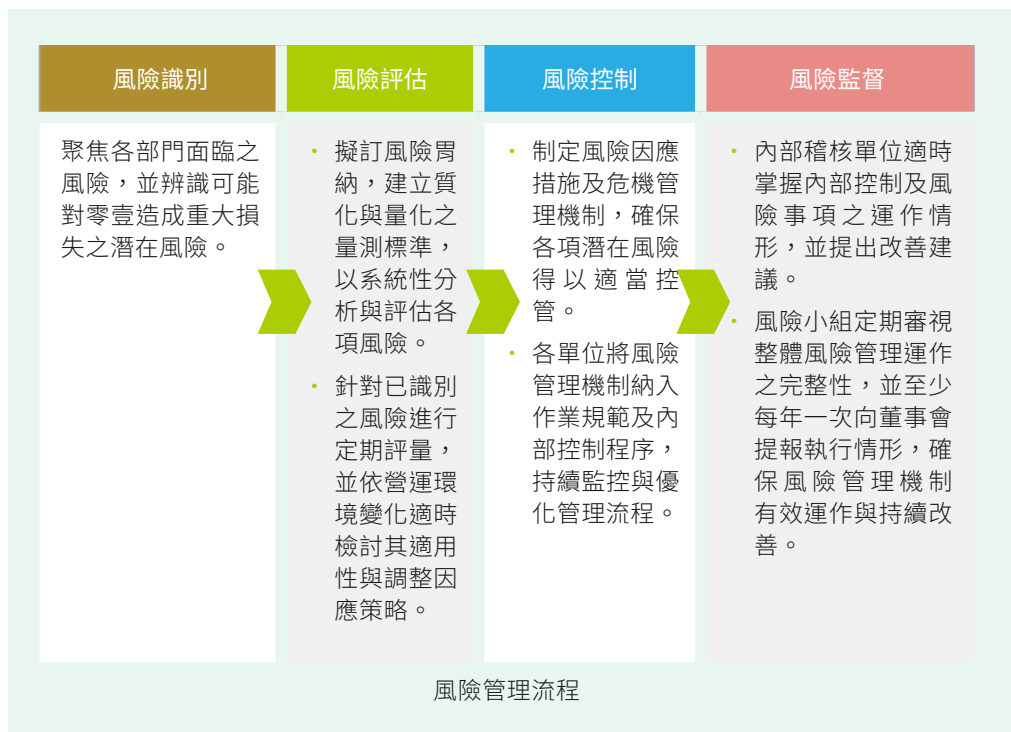 風險識別
聚焦各部門面臨之
風險，並辨識可能
對零壹造成重大損
失之潛在風險。
風險評估
• 擬訂風險胃
納，建立質
化與量化之
量測標準，
以系統性分
析與評估各
項風險。
• 針對已識別
之風險進行
定期評量，
並依營運環
境變化適時
檢討其適用
性與調整因
應策略。
風險控制
• 制定風險因應
措施及危機管
理機制，確保
各項潛在風險
得以適當控
管。
• 各單位將風險
管理機制納入
作業規範及內
部控制程序，
持續監控與優
化管理流程。
風險監督
• 內部稽核單位適時
掌握內部控制及風
險事項之運作情
形，並提出改善建
議。
• 風險小組定期審視
整體風險管理運作
之完整性，並至少
每年一次向董事會
提報執行情形，確
保風險管理機制
有效運作與持續改
善。
風險管理流程